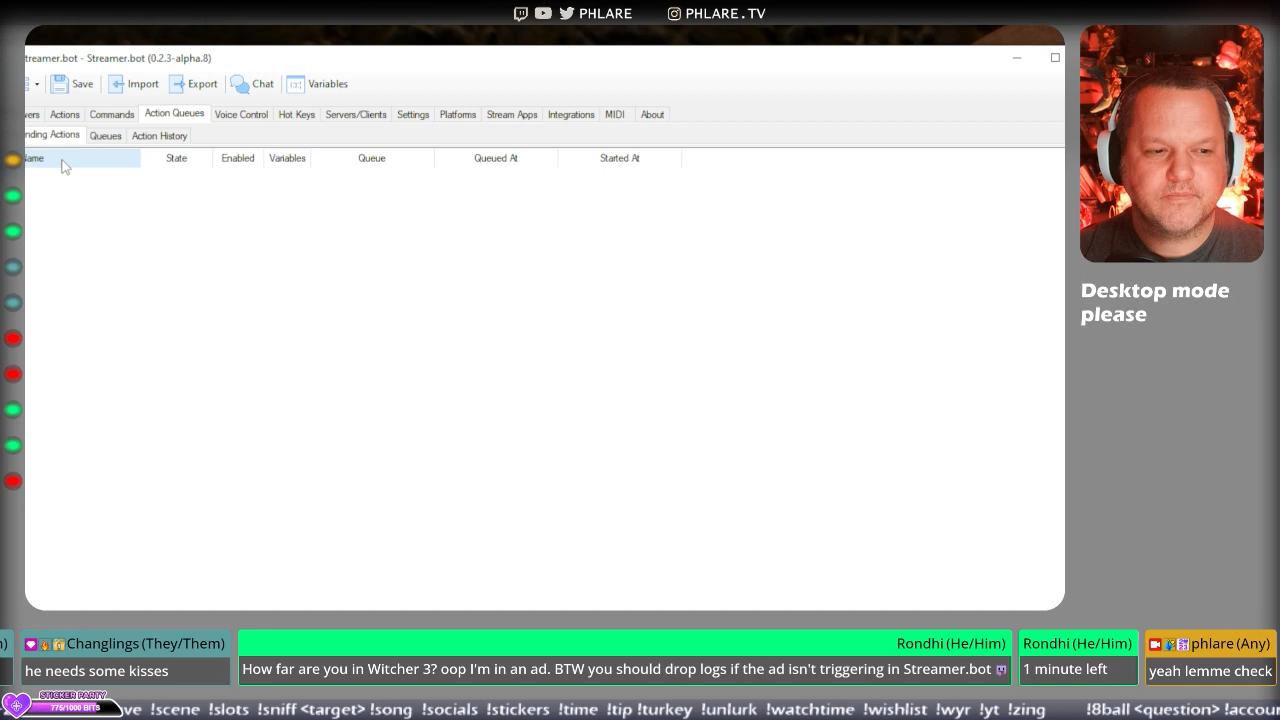 PHLARE PHLARE.TV
treamer.bot - Streamer.bot (0.2.3-alpha.8)
Save Import Export Chat Variables
vers Actions Commands Action Queues Voice Control Hot Keys Servers/Clients Settings Platforms Stream Apps Integrations MIDI About
nding Actions Queues Action History
ame State Enabled Variables Queue Queued At Started At
Desktop mode
please
) Changlings (They/Them) Rondhi (He/Him) Rondhi (He/Him) phlare (Any)
he needs some kisses How far are you in Witcher 3? oop I'm in an ad. BTW you should drop logs if the ad isn't triggering in Streamer.bot 1 minute left yeah lemme check
STICKER PARTY
775/1000 BITS
ve !scene !slots !sniff <target> !song !socials !stickers !time !tip !turkey !unlurk !watchtime !wishlist !wyr !yt !zing !8ball <question> !accou